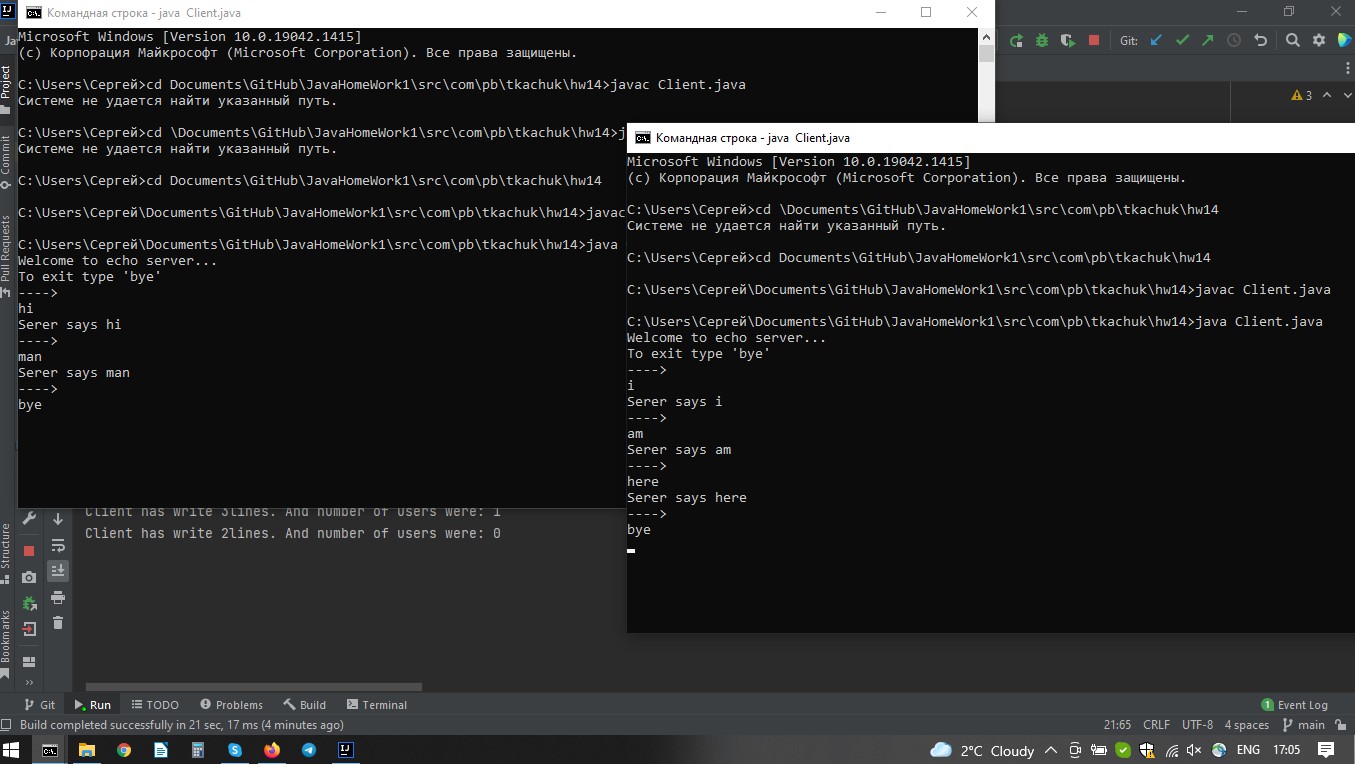 Командная строка - java  Client.java
Microsoft Windows [Version 10.0.19042.1415]
(c) Корпорация Майкрософт (Microsoft Corporation). Все права защищены.
C:\Users\Сергей>cd Documents\GitHub\JavaHomeWork1\src\com\pb\tkachuk\hw14>javac Client.java
Системе не удается найти указанный путь.
C:\Users\Сергей>cd \Documents\GitHub\JavaHomeWork1\src\com\pb\tkachuk\hw14>j
Системе не удается найти указанный путь.
C:\Users\Сергей>cd Documents\GitHub\JavaHomeWork1\src\com\pb\tkachuk\hw14
C:\Users\Сергей\Documents\GitHub\JavaHomeWork1\src\com\pb\tkachuk\hw14>javac
C:\Users\Сергей\Documents\GitHub\JavaHomeWork1\src\com\pb\tkachuk\hw14>java
Welcome to echo server...
To exit type 'bye'
---->
hi
Serer says hi
---->
man
Serer says man
---->
bye
Командная строка - java  Client.java
Microsoft Windows [Version 10.0.19042.1415]
(c) Корпорация Майкрософт (Microsoft Corporation). Все права защищены.
C:\Users\Сергей>cd \Documents\GitHub\JavaHomeWork1\src\com\pb\tkachuk\hw14
Системе не удается найти указанный путь.
C:\Users\Сергей>cd Documents\GitHub\JavaHomeWork1\src\com\pb\tkachuk\hw14
C:\Users\Сергей\Documents\GitHub\JavaHomeWork1\src\com\pb\tkachuk\hw14>javac Client.java
C:\Users\Сергей\Documents\GitHub\JavaHomeWork1\src\com\pb\tkachuk\hw14>java Client.java
Welcome to echo server...
To exit type 'bye'
---->
i
Serer says i
---->
am
Serer says am
---->
here
Serer says here
---->
bye
Client has write 3lines. And number of users were: 1
Client has write 2lines. And number of users were: 0
Git:
3
IJ
Ja
Project
Commit
Pull Requests
Structure
Bookmarks
Git
Run
TODO
Problems
Build
Terminal
1 Event Log
Build completed successfully in 21 sec, 17 ms (4 minutes ago)
21:65
CRLF
UTF-8
4 spaces
main
IJ
2°C Cloudy
ENG
17:05